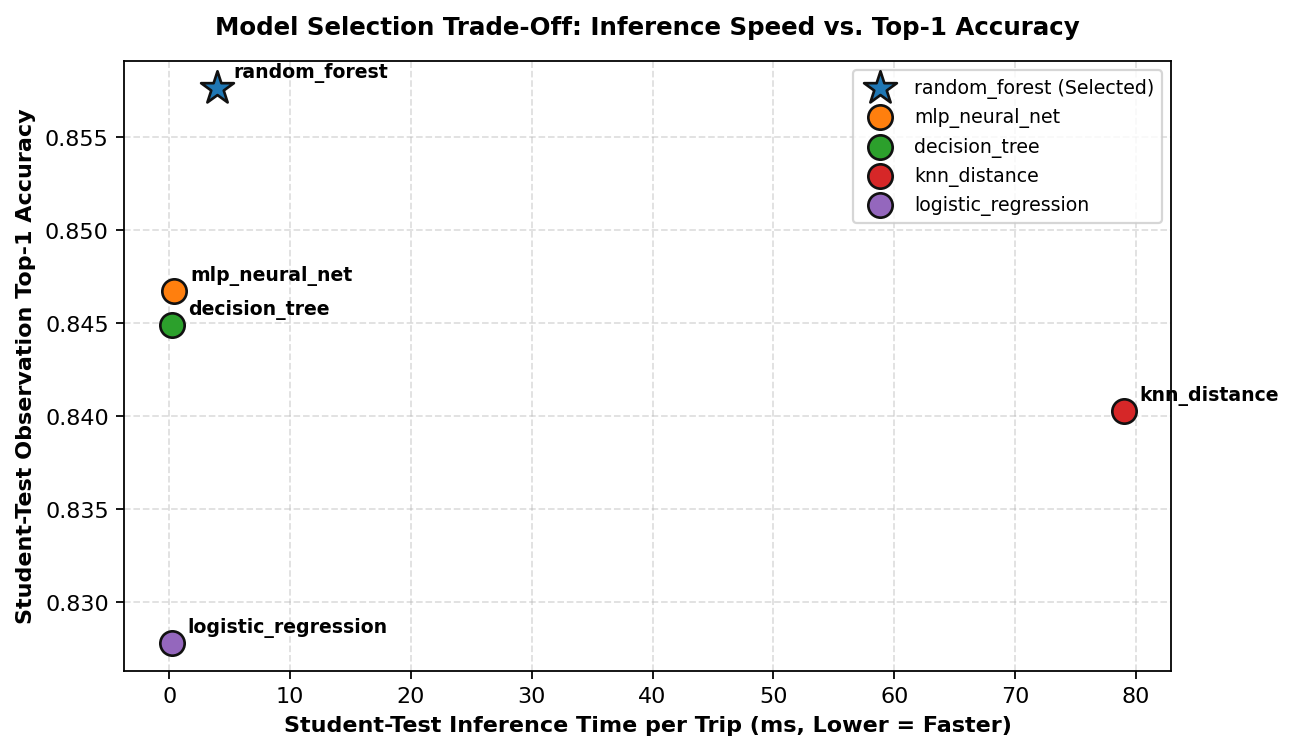 Model Selection Trade-Off: Inference Speed vs. Top-1 Accuracy
random_forest
random_forest (Selected)
mlp_neural_net
decision_tree
knn_distance
logistic_regression
mlp_neural_net
decision_tree
knn_distance
logistic_regression
Student-Test Observation Top-1 Accuracy
0.855
0.850
0.845
0.840
0.835
0.830
0 10 20 30 40 50 60 70 80
Student-Test Inference Time per Trip (ms, Lower = Faster)